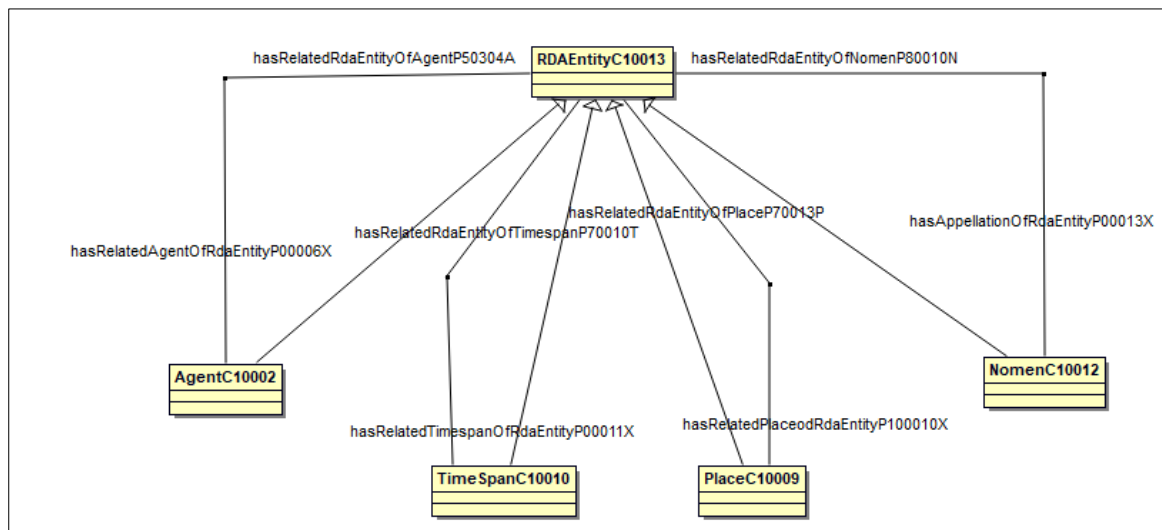 hasRelatedRdaEntityOfAgentP50304A
RDAEntityC10013
hasRelatedRdaEntityOfNomenP80010N
hasRelatedRdaEntityOfPlaceP70013P
hasAppellationOfRdaEntityP00013X
hasRelatedRdaEntityOfTimespanP70010T
hasRelatedAgentOfRdaEntityP00006X
AgentC10002
NomenC10012
hasRelatedTimespanOfRdaEntityP00011X
hasRelatedPlaceodRdaEntityP100010X
TimeSpanC10010
PlaceC10009